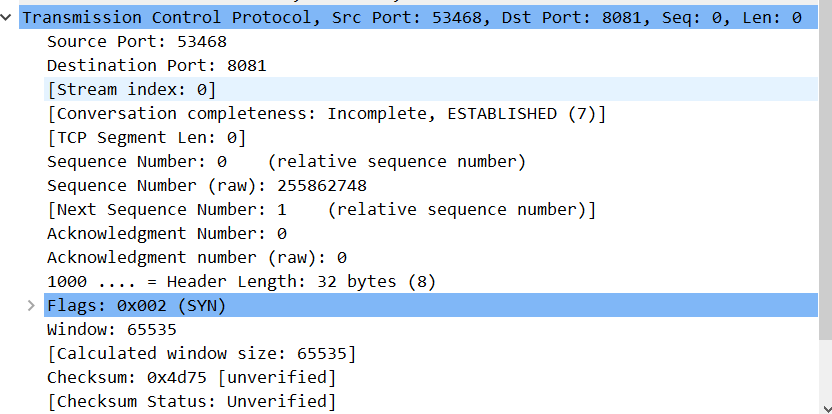 Transmission Control Protocol, Src Port: 53468, Dst Port: 8081, Seq: 0, Len: 0
Source Port: 53468
Destination Port: 8081
[Stream index: 0]
[Conversation completeness: Incomplete, ESTABLISHED (7)]
[TCP Segment Len: 0]
Sequence Number: 0    (relative sequence number)
Sequence Number (raw): 255862748
[Next Sequence Number: 1    (relative sequence number)]
Acknowledgment Number: 0
Acknowledgment number (raw): 0
1000 .... = Header Length: 32 bytes (8)
Flags: 0x002 (SYN)
Window: 65535
[Calculated window size: 65535]
Checksum: 0x4d75 [unverified]
[Checksum Status: Unverified]